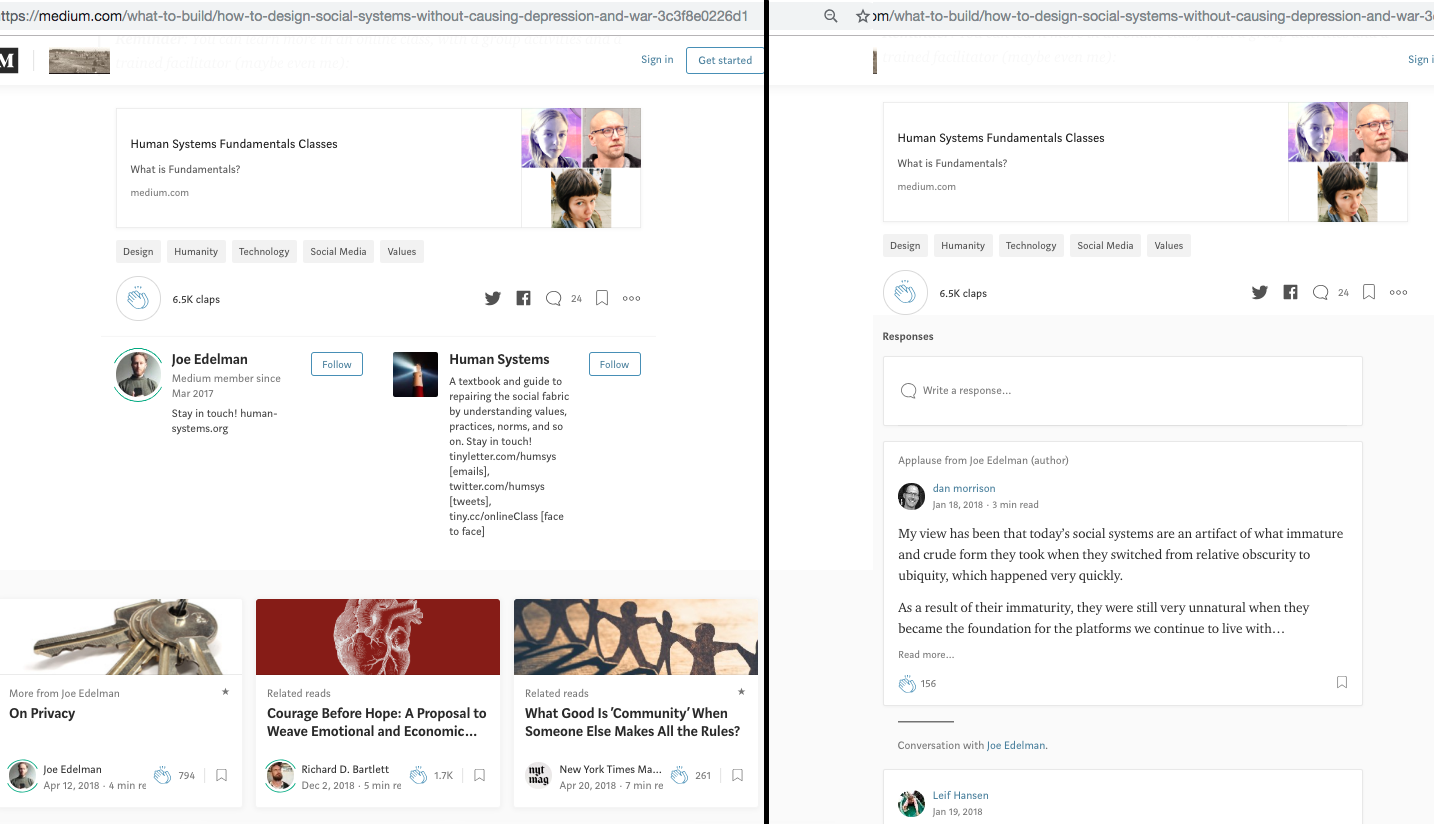 ttps://medium.com/what-to-build/how-to-design-social-systems-without-causing-depression-and-war-3c3f8e0226d1
M
trained facilitator (maybe even me)
Sign in
Get started
Human Systems Fundamentals Classes
What is Fundamentals?
medium.com
Design Humanity Technology Social Media Values
6.5K claps
24
Joe Edelman
Medium member since
Mar 2017
Stay in touch! human-
systems.org
Follow
Human Systems
A textbook and guide to
repairing the social fabric
by understanding values,
practices, norms, and so
on. Stay in touch!
tinyletter.com/humsys
[emails],
twitter.com/humsys
[tweets],
tiny.cc/onlineClass [face
to face]
Follow
More from Joe Edelman
On Privacy
Joe Edelman
Apr 12, 2018 · 4 min re
794
Related reads
Courage Before Hope: A Proposal to
Weave Emotional and Economic...
Richard D. Bartlett
Dec 2, 2018 · 5 min re
1.7K
Related reads
What Good Is 'Community' When
Someone Else Makes All the Rules?
nyt
mag
New York Times Ma...
Apr 20, 2018 · 7 min re
261
om/what-to-build/how-to-design-social-systems-without-causing-depression-and-war-3
trained facilitator (maybe even me)
Sign i
Human Systems Fundamentals Classes
What is Fundamentals?
medium.com
Design Humanity Technology Social Media Values
6.5K claps
24
Responses
Write a response...
Applause from Joe Edelman (author)
dan morrison
Jan 18, 2018 · 3 min read
My view has been that today's social systems are an artifact of what immature
and crude form they took when they switched from relative obscurity to
ubiquity, which happened very quickly.
As a result of their immaturity, they were still very unnatural when they
became the foundation for the platforms we continue to live with...
Read more...
156
Conversation with Joe Edelman.
Leif Hansen
Jan 19, 2018